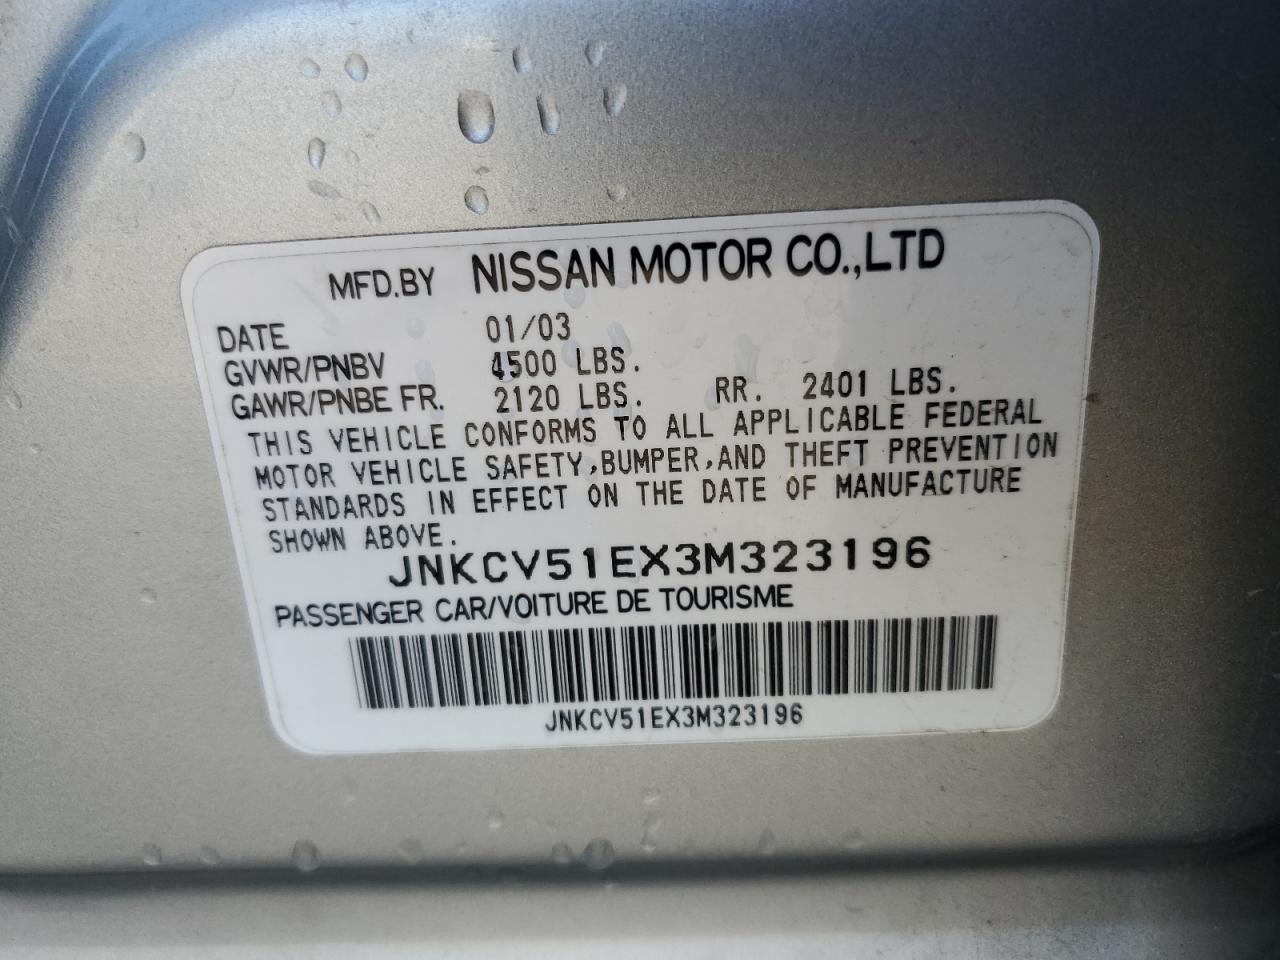 MFD.BY NISSAN MOTOR CO.,LTD
DATE 01/03
GVWR/PNBV 4500 LBS.
GAWR/PNBE FR. 2120 LBS. RR. 2401 LBS.
THIS VEHICLE CONFORMS TO ALL APPLICABLE FEDERAL
MOTOR VEHICLE SAFETY,BUMPER,AND THEFT PREVENTION
STANDARDS IN EFFECT ON THE DATE OF MANUFACTURE
SHOWN ABOVE.
JNKCV51EX3M323196
PASSENGER CAR/VOITURE DE TOURISME
JNKCV51EX3M323196